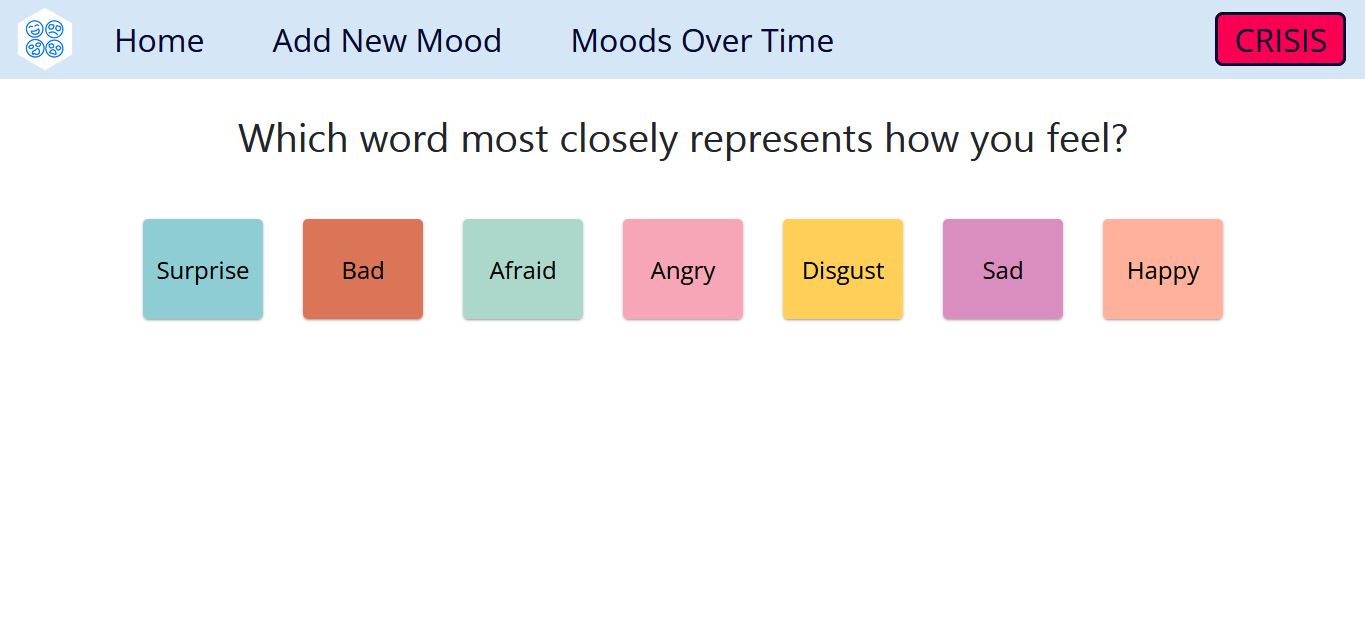 Home Add New Mood Moods Over Time CRISIS
Which word most closely represents how you feel?
Surprise Bad Afraid Angry Disgust Sad Happy